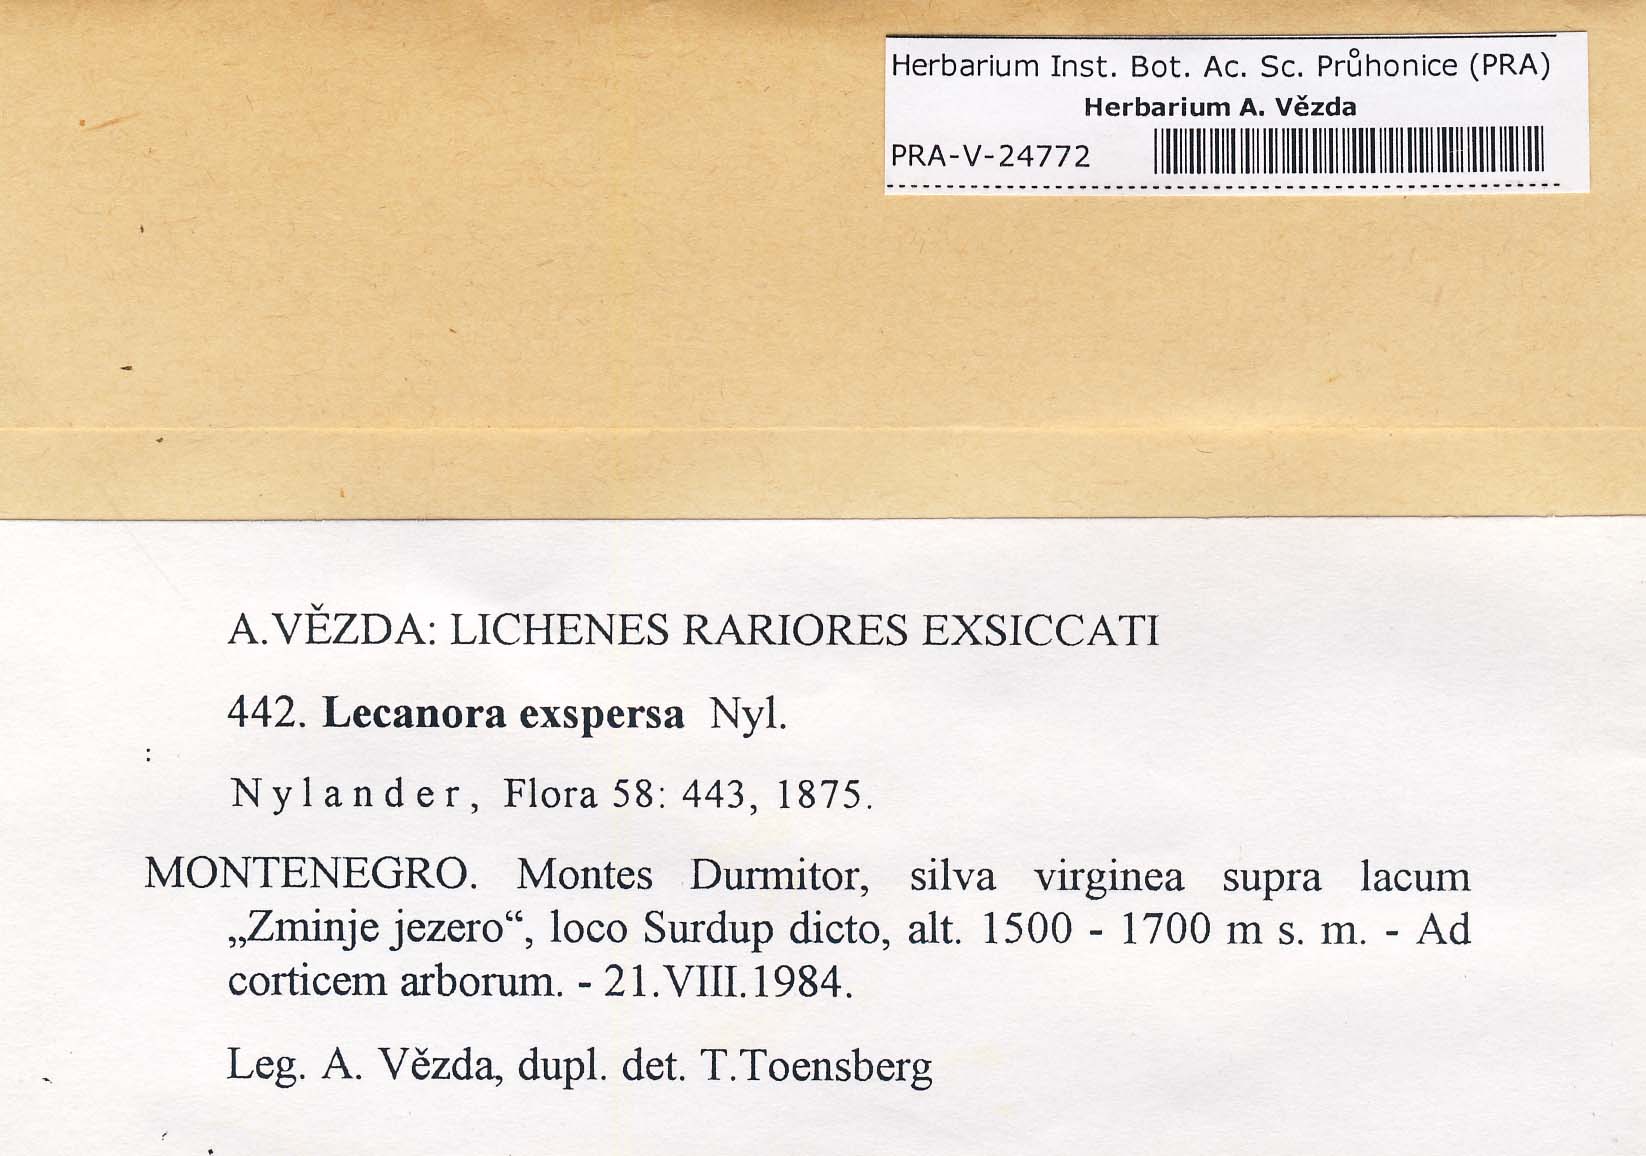 Herbarium Inst. Bot. Ac. Sc. Průhonice (PRA)
Herbarium A. Vězda
PRA-V-24772
A.VĚZDA: LICHENES RARIORES EXSICCATI
442. Lecanora exspersa Nyl.
Nylander, Flora 58: 443, 1875.
MONTENEGRO. Montes Durmitor, silva virginea supra lacum
„Zminje jezero“, loco Surdup dicto, alt. 1500 - 1700 m s. m. - Ad
corticem arborum. - 21.VIII.1984.
Leg. A. Vězda, dupl. det. T.Toensberg